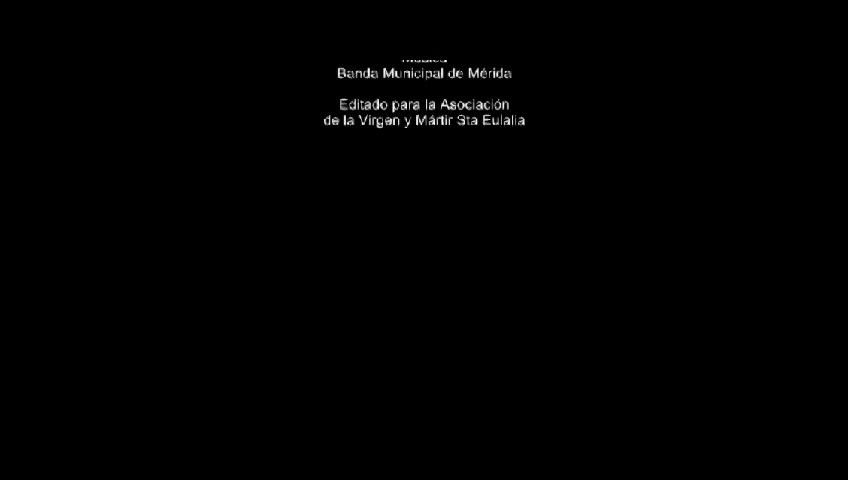 Banda Municipal de Mérida
Editado para la Asociación
de la Virgen y Mártir Sta Eulalia